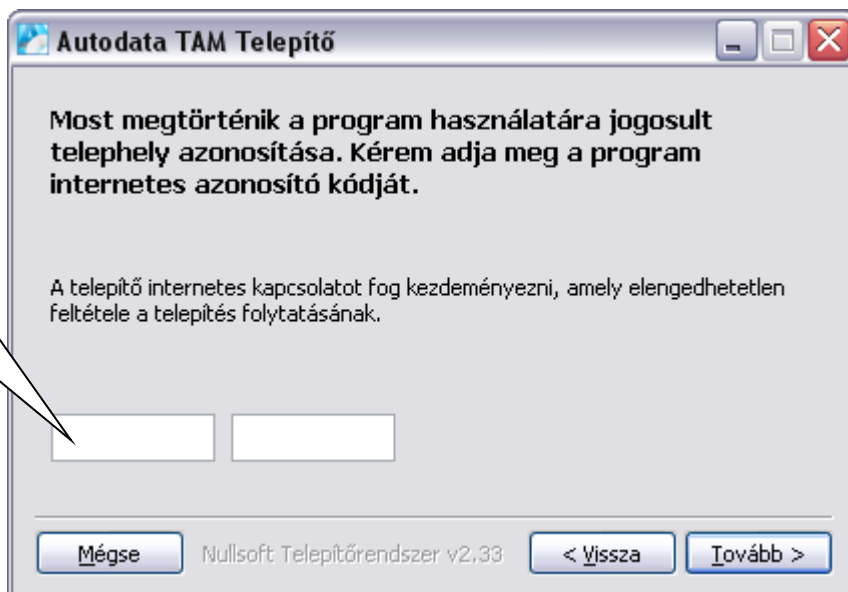 Autodata TAM Telepítő
Most megtörténik a program használatára jogosult
telephely azonosítása. Kérem adja meg a program
internetes azonosító kódját.
A telepítő internetes kapcsolatot fog kezdeményezni, amely elengedhetetlen
feltétele a telepítés folytatásának.
Mégse
Nullsoft Telepítőrendszer v2.33
< Vissza
Tovább >